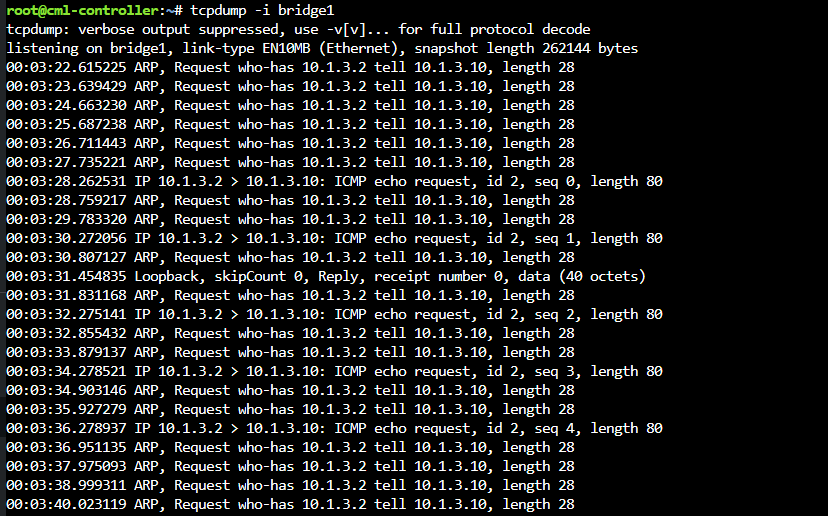 root@cml-controller:~# tcpdump -i bridge1
tcpdump: verbose output suppressed, use -v[v]... for full protocol decode
listening on bridge1, link-type EN10MB (Ethernet), snapshot length 262144 bytes
00:03:22.615225 ARP, Request who-has 10.1.3.2 tell 10.1.3.10, length 28
00:03:23.639429 ARP, Request who-has 10.1.3.2 tell 10.1.3.10, length 28
00:03:24.663230 ARP, Request who-has 10.1.3.2 tell 10.1.3.10, length 28
00:03:25.687238 ARP, Request who-has 10.1.3.2 tell 10.1.3.10, length 28
00:03:26.711443 ARP, Request who-has 10.1.3.2 tell 10.1.3.10, length 28
00:03:27.735221 ARP, Request who-has 10.1.3.2 tell 10.1.3.10, length 28
00:03:28.262531 IP 10.1.3.2 > 10.1.3.10: ICMP echo request, id 2, seq 0, length 80
00:03:28.759217 ARP, Request who-has 10.1.3.2 tell 10.1.3.10, length 28
00:03:29.783320 ARP, Request who-has 10.1.3.2 tell 10.1.3.10, length 28
00:03:30.272056 IP 10.1.3.2 > 10.1.3.10: ICMP echo request, id 2, seq 1, length 80
00:03:30.807127 ARP, Request who-has 10.1.3.2 tell 10.1.3.10, length 28
00:03:31.454835 Loopback, skipCount 0, Reply, receipt number 0, data (40 octets)
00:03:31.831168 ARP, Request who-has 10.1.3.2 tell 10.1.3.10, length 28
00:03:32.275141 IP 10.1.3.2 > 10.1.3.10: ICMP echo request, id 2, seq 2, length 80
00:03:32.855432 ARP, Request who-has 10.1.3.2 tell 10.1.3.10, length 28
00:03:33.879137 ARP, Request who-has 10.1.3.2 tell 10.1.3.10, length 28
00:03:34.278521 IP 10.1.3.2 > 10.1.3.10: ICMP echo request, id 2, seq 3, length 80
00:03:34.903146 ARP, Request who-has 10.1.3.2 tell 10.1.3.10, length 28
00:03:35.927279 ARP, Request who-has 10.1.3.2 tell 10.1.3.10, length 28
00:03:36.278937 IP 10.1.3.2 > 10.1.3.10: ICMP echo request, id 2, seq 4, length 80
00:03:36.951135 ARP, Request who-has 10.1.3.2 tell 10.1.3.10, length 28
00:03:37.975093 ARP, Request who-has 10.1.3.2 tell 10.1.3.10, length 28
00:03:38.999311 ARP, Request who-has 10.1.3.2 tell 10.1.3.10, length 28
00:03:40.023119 ARP, Request who-has 10.1.3.2 tell 10.1.3.10, length 28